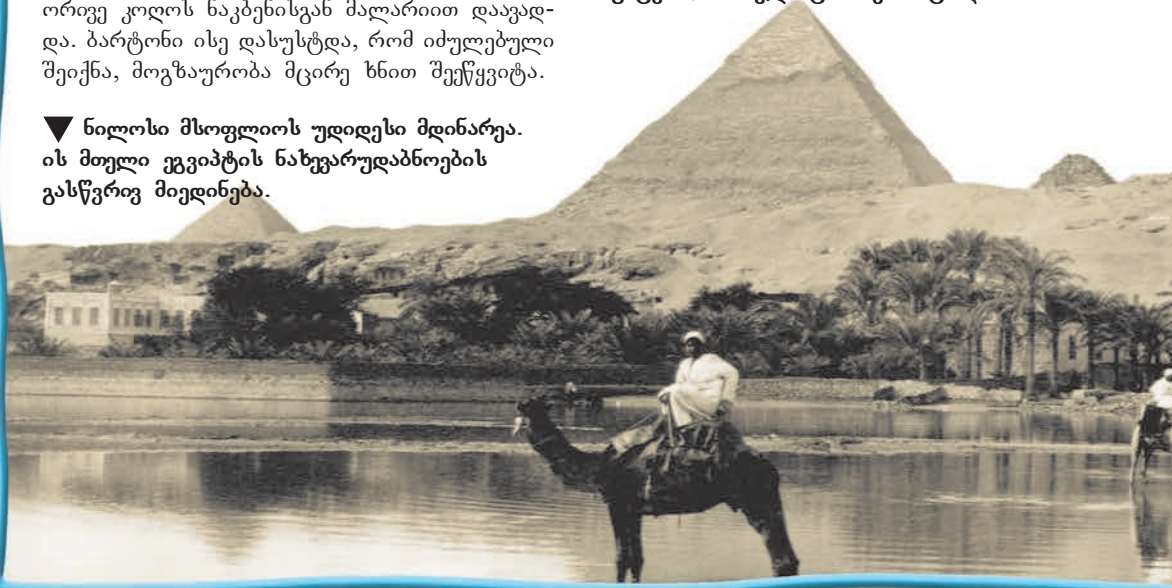 ორივე კოღოს ნაკბენისგან მალარიით დაავად-
და. ბარტონი ისე დასუსტდა, რომ იძულებული
შეიქნა, მოგზაურობა მცირე ხნით შეეწყვიტა.
▼ ნილოსი მსოფლიოს უდიდესი მდინარეა.
ის მთელი ეგვიპტის ნახევარუდაბნოების
გასწვრივ მიედინება.